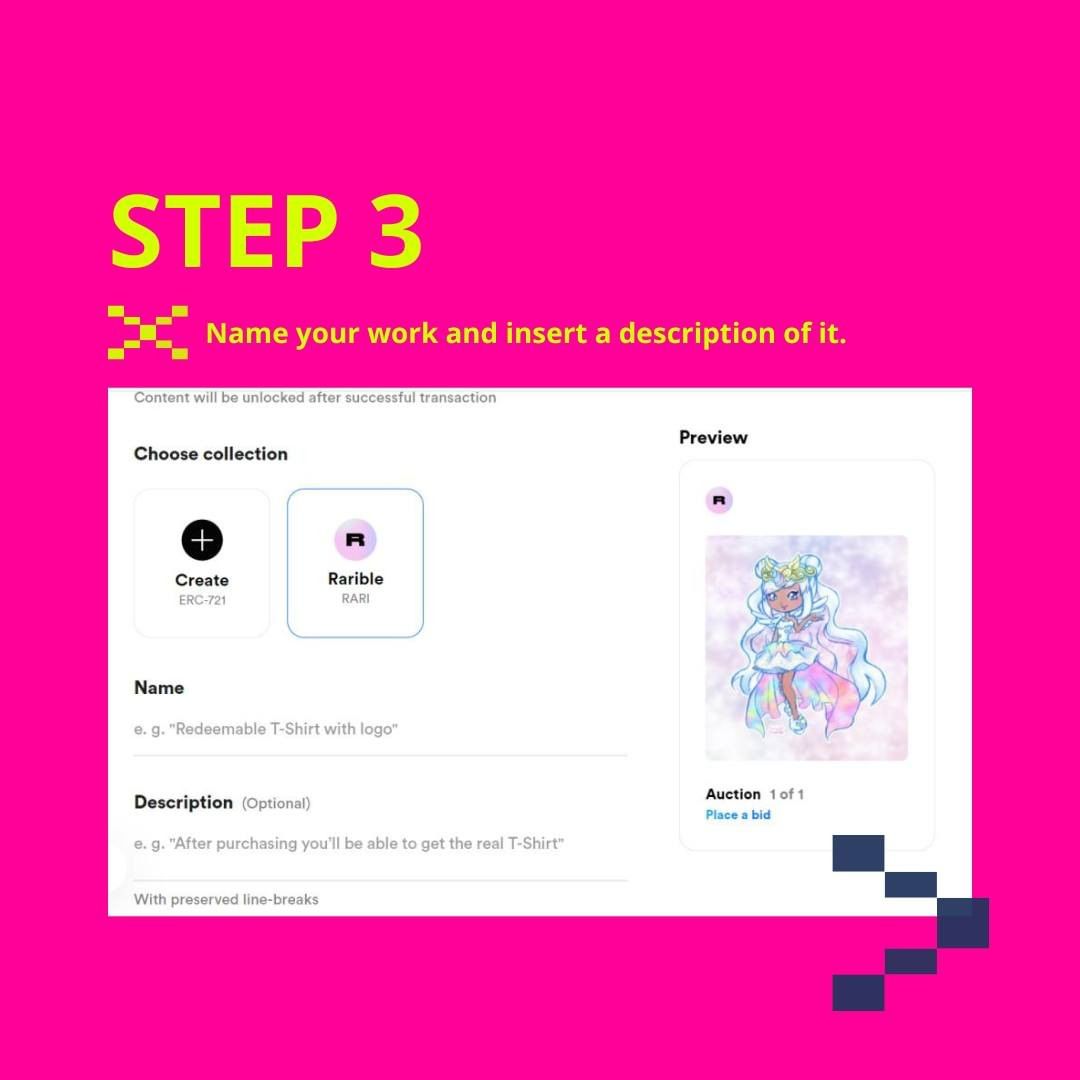 STEP 3
Name your work and insert a description of it.
Content will be unlocked after successful transaction
Choose collection
Create
ERC-721
R
Rarible
RARI
Name
e. g. "Redeemable T-Shirt with logo"
Description (Optional)
e. g. "After purchasing you'll be able to get the real T-Shirt"
With preserved line-breaks
Preview
R
Auction 1 of 1
Place a bid